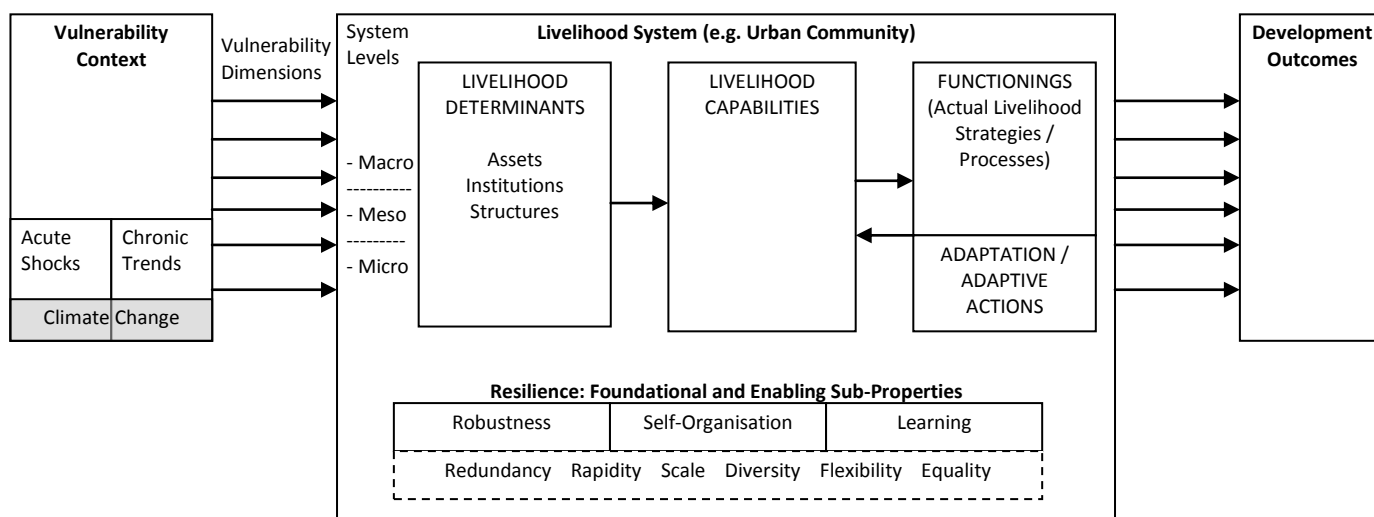 Vulnerability
Context
Acute
Shocks
Chronic
Trends
Climate Change
Vulnerability
Dimensions
System
Levels
- Macro
----------
- Meso
---------
- Micro
Livelihood System (e.g. Urban Community)
LIVELIHOOD
DETERMINANTS
Assets
Institutions
Structures
LIVELIHOOD
CAPABILITIES
FUNCTIONINGS
(Actual Livelihood
Strategies /
Processes)
ADAPTATION /
ADAPTIVE
ACTIONS
Resilience: Foundational and Enabling Sub-Properties
Robustness
Self-Organisation
Learning
Redundancy Rapidity Scale Diversity Flexibility Equality
Development
Outcomes